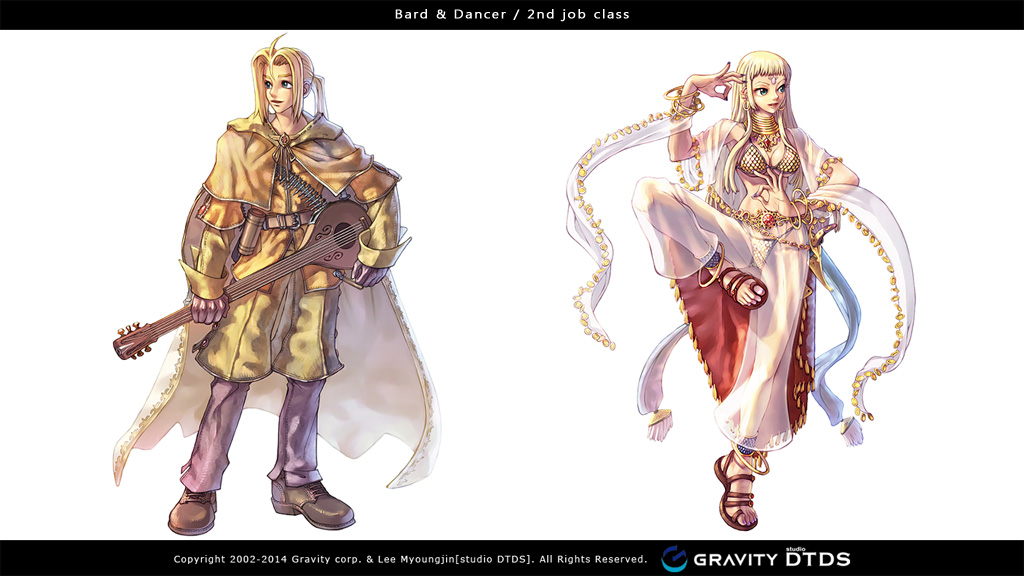 Bard & Dancer / 2nd job class
Copyright 2002-2014 Gravity corp. & Lee Myoungjin[studio DTDS]. All Rights Reserved.
GRAVITY studio DTDS